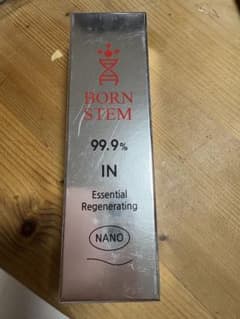 BORN
STEM
99.9%
IN
Essential
Regenerating
NANO